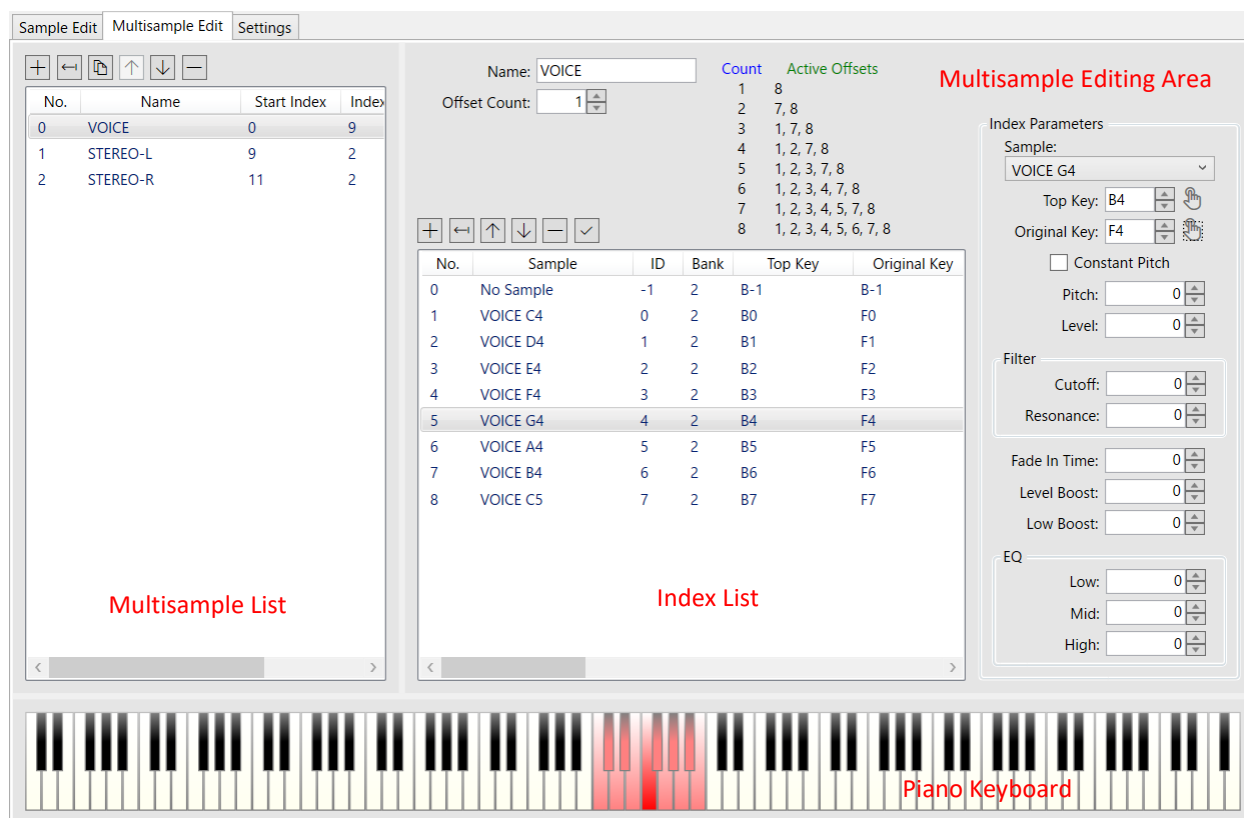 Sample Edit Multisample Edit Settings
No. Name Start Index Index
0 VOICE 0 9
1 STEREO-L 9 2
2 STEREO-R 11 2
Multisample List
Name: VOICE
Offset Count: 1
Count Active Offsets
1 8
2 7, 8
3 1, 7, 8
4 1, 2, 7, 8
5 1, 2, 3, 7, 8
6 1, 2, 3, 4, 7, 8
7 1, 2, 3, 4, 5, 7, 8
8 1, 2, 3, 4, 5, 6, 7, 8
Multisample Editing Area
No. Sample ID Bank Top Key Original Key
0 No Sample -1 2 B-1 B-1
1 VOICE C4 0 2 B0 F0
2 VOICE D4 1 2 B1 F1
3 VOICE E4 2 2 B2 F2
4 VOICE F4 3 2 B3 F3
5 VOICE G4 4 2 B4 F4
6 VOICE A4 5 2 B5 F5
7 VOICE B4 6 2 B6 F6
8 VOICE C5 7 2 B7 F7
Index List
Index Parameters
Sample:
VOICE G4
Top Key: B4
Original Key: F4
Constant Pitch
Pitch: 0
Level: 0
Filter
Cutoff: 0
Resonance: 0
Fade In Time: 0
Level Boost: 0
Low Boost: 0
EQ
Low: 0
Mid: 0
High: 0
Piano Keyboard